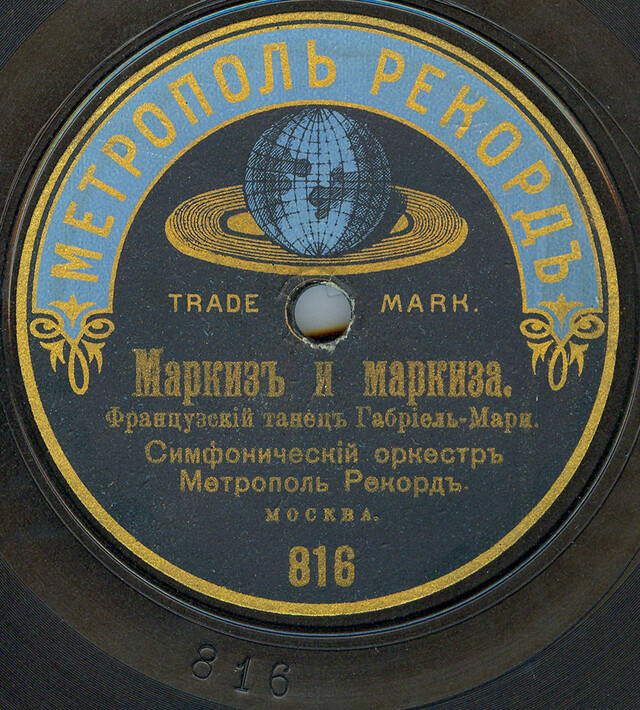 МЕТРОПОЛЬ РЕКОРДЪ
TRADE MARK.
Маркизъ и маркиза.
Французскій танецъ Габріель-Мари.
Симфоническій оркестръ
Метрополь Рекордъ.
МОСКВА.
816
816